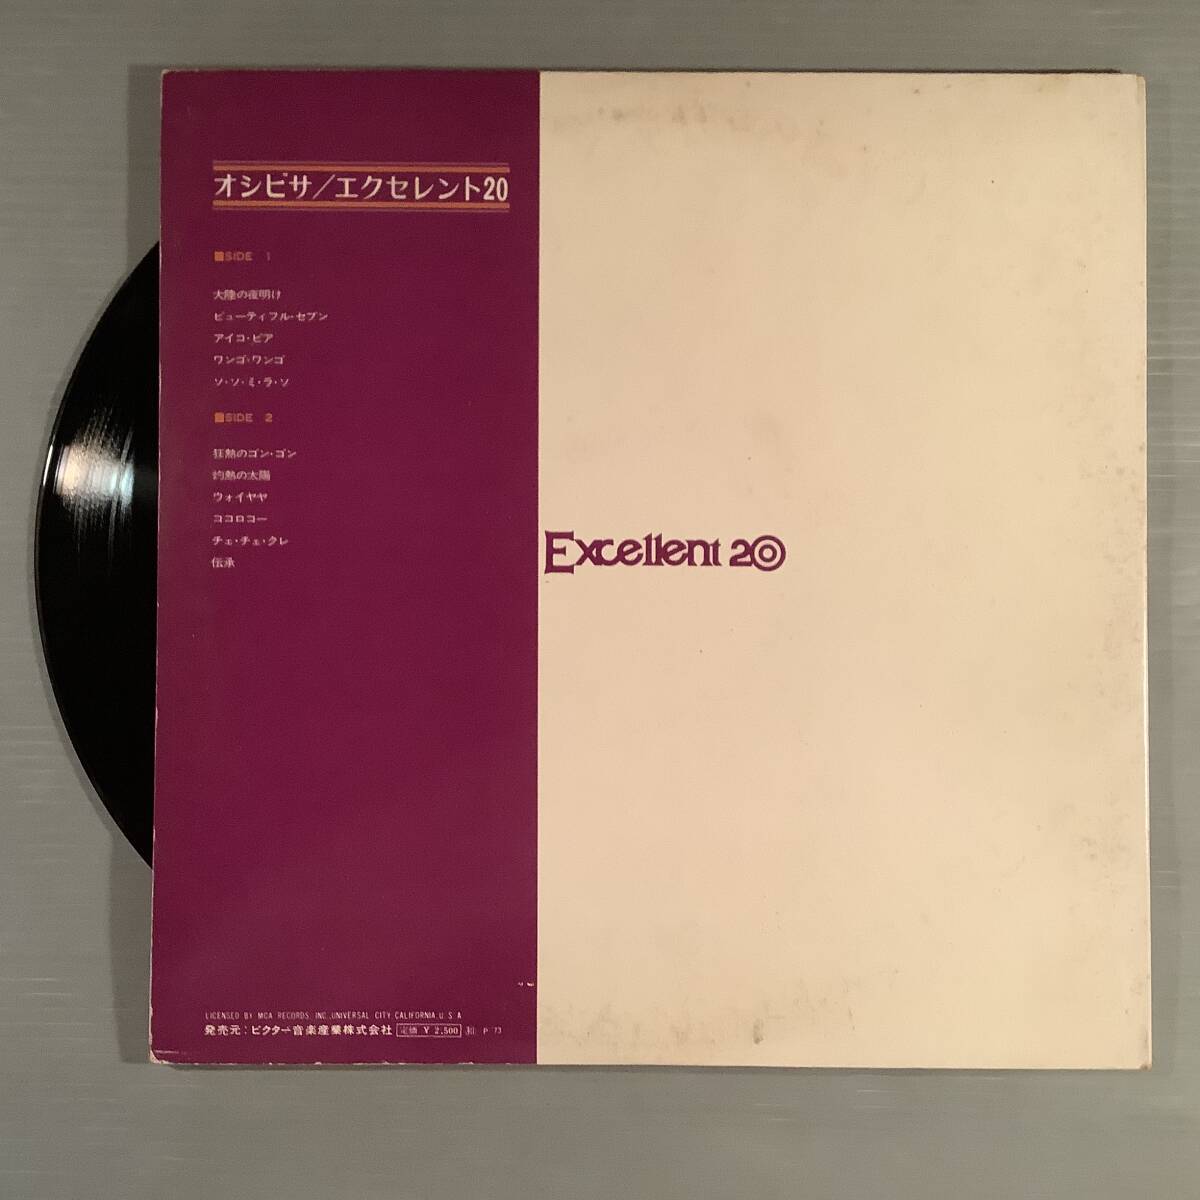 オシビサ/エクセレント20
SIDE 1
大陸の夜明け
ビューティフル・セブン
アイコ・ビア
ワンゴ・ワンゴ
ソ・ソ・ミ・ラ・ソ
SIDE 2
狂熱のゴン・ゴン
灼熱の太陽
ウォイヤヤ
ココロコー
チェ・チェ・クレ
伝承
Excellent 20
LICENSED BY MCA RECORDS, INC., UNIVERSAL CITY CALIFORNIA, U.S.A
発売元:ビクター音楽産業株式会社 定価 ¥2,500 P '73